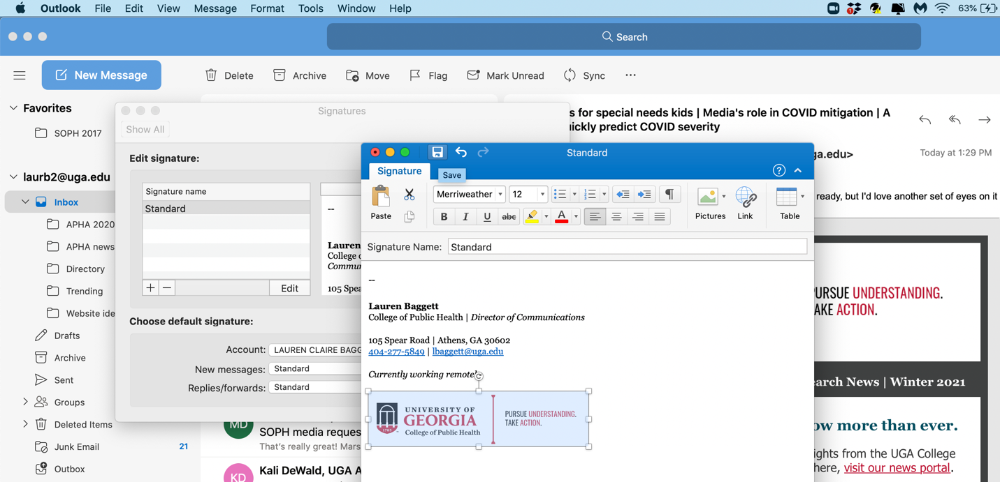 Outlook File Edit View Message Format Tools Window Help
1
63%
Search
New Message
Delete Archive Move Flag Mark Unread Sync ...
Favorites
SOPH 2017
laurb2@uga.edu
Inbox
APHA 2020
APHA news
Directory
Trending
Website ide
Drafts
Archive
Sent
Groups
Deleted Items
Junk Email 21
Outbox
Signatures
Show All
Edit signature:
Signature name
Standard
+ −
Edit
--
Lauren
College o
Commun
105 Spea
Choose default signature:
Account: LAUREN CLAIRE BAGG
New messages: Standard
Replies/forwards: Standard
MD
SOPH media reques
That's really great! Mars
KD
Kali DeWald, UGA A
s for special needs kids | Media's role in COVID mitigation | A
uickly predict COVID severity
ga.edu>
Today at 1:29 PM
ready, but I'd love another set of eyes on it
Standard
Signature
Save
?
Paste
Merriweather 12
B I U abc A
Pictures Link Table
Signature Name: Standard
--
Lauren Baggett
College of Public Health | Director of Communications
105 Spear Road | Athens, GA 30602
404-277-5849 | lbaggett@uga.edu
Currently working remotel
UNIVERSITY OF
GEORGIA
College of Public Health
1785
PURSUE UNDERSTANDING.
TAKE ACTION.
URSUE UNDERSTANDING.
AKE ACTION.
earch News | Winter 2021
ow more than ever.
ights from the UGA College
here, visit our news portal.